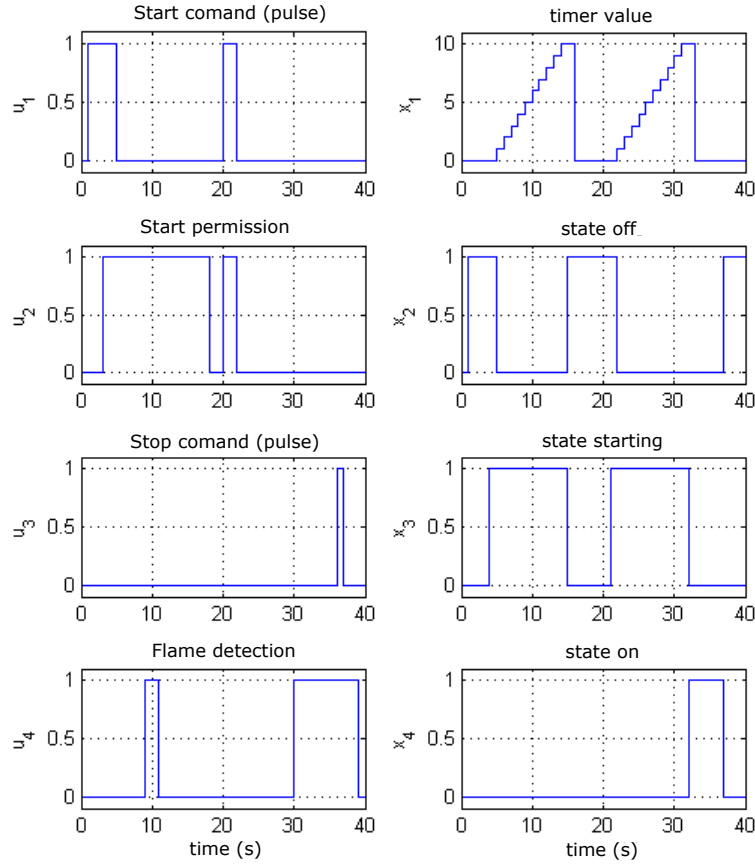 Start comand (pulse)
1
0.5
0
u1
0 10 20 30 40
timer value
10
5
0
x1
0 10 20 30 40
Start permission
1
0.5
0
u2
0 10 20 30 40
state off
1
0.5
0
x2
0 10 20 30 40
Stop comand (pulse)
1
0.5
0
u3
0 10 20 30 40
state starting
1
0.5
0
x3
0 10 20 30 40
Flame detection
1
0.5
0
u4
0 10 20 30 40
time (s)
state on
1
0.5
0
x4
0 10 20 30 40
time (s)